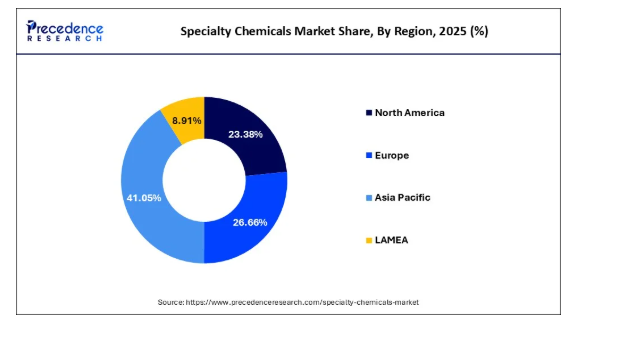 Precedence
RESEARCH
Specialty Chemicals Market Share, By Region, 2025 (%)
8.91%
23.38%
41.05%
26.66%
North America
Europe
Asia Pacific
LAMEA
Source: https://www.precedenceresearch.com/specialty-chemicals-market